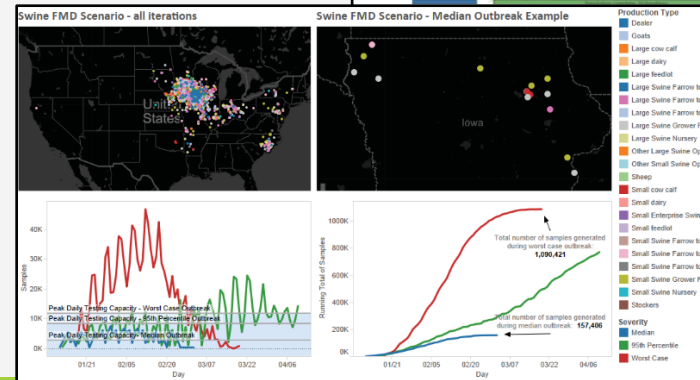 Swine FMD Scenario - all iterations
Swine FMD Scenario - Median Outbreak Example
United States
Iowa
Production Type
Dealer
Goats
Large cow calf
Large dairy
Large feedlot
Large Swine Farrow to
Large Swine Farrow to
Large Swine Farrow to
Large Swine Grower
Large Swine Nursery
Other Large Swine Op
Other Small Swine Op
Sheep
Small cow calf
Small dairy
Small Enterprise Swin
Small feedlot
Small Swine Farrow to
Small Swine Farrow to
Small Swine Farrow to
Small Swine Grower F
Small Swine Nursery
Stockers
Severity
Median
95th Percentile
Worst Case
Samples
40K
30K
20K
10K
0K
Peak Daily Testing Capacity - Worst Case Outbreak
Peak Daily Testing Capacity - 95th Percentile Outbreak
Peak Daily Testing Capacity - Median Outbreak
01/21
02/05
02/20
03/07
03/22
04/06
Day
Running Total of Samples
1000K
800K
600K
400K
200K
0K
Total number of samples generated
during worst case outbreak:
1,090,421
Total number of samples generated
during median outbreak: 157,406
01/21
02/05
02/20
03/07
03/22
04/06
Day